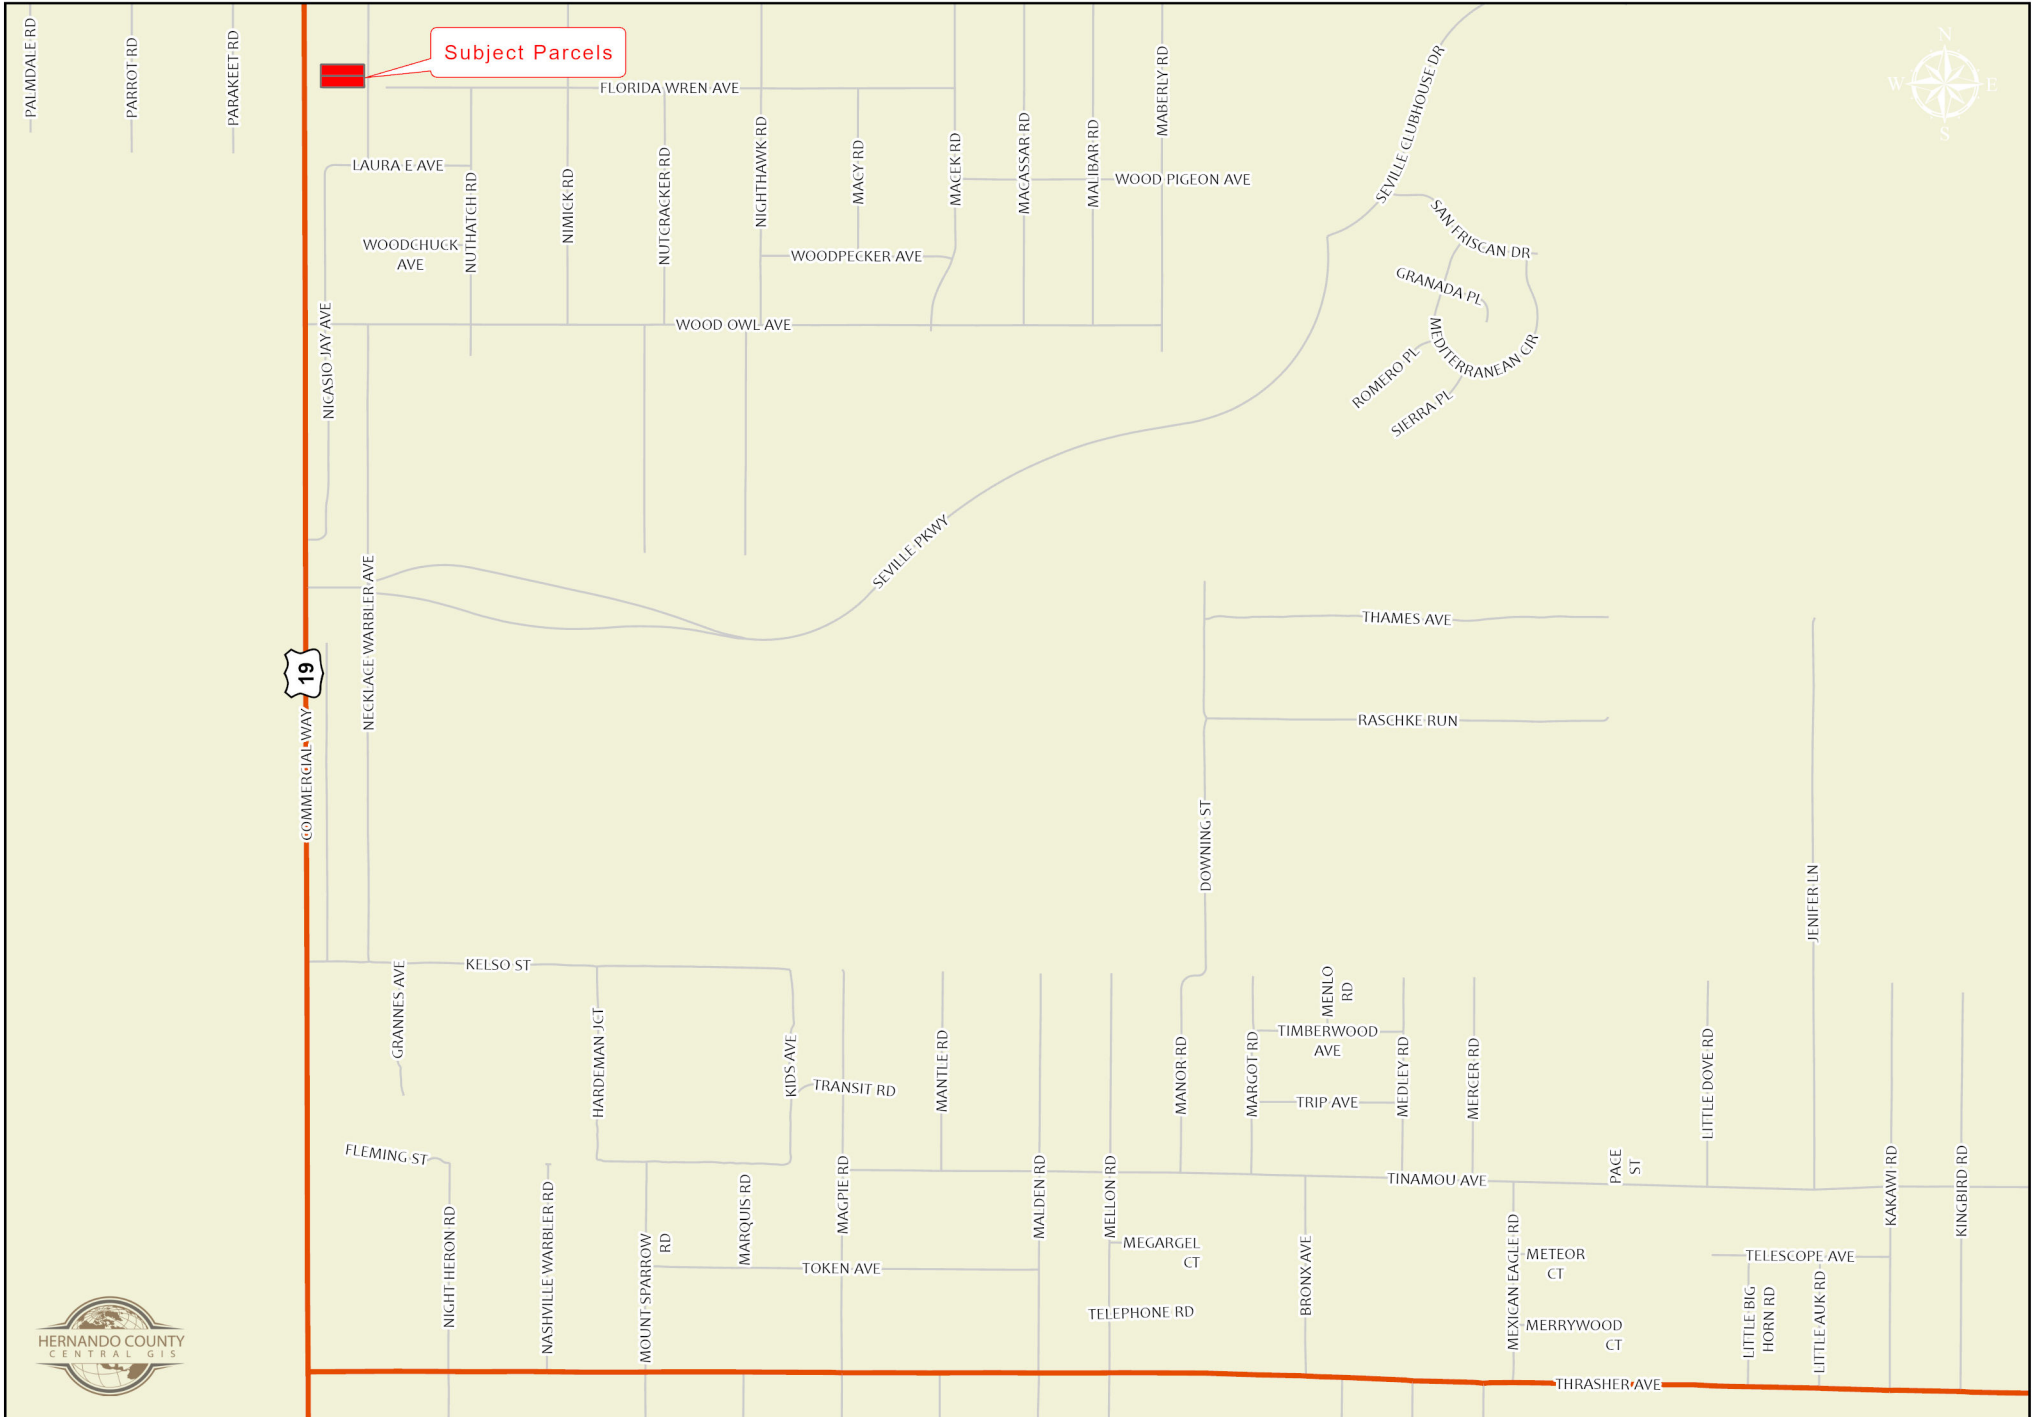 PALMDALE RD
PARROT RD
PARAKEET RD
Subject Parcels
FLORIDA WREN AVE
MABERLY RD
SEVILLE CLUBHOUSE DR
N
W
E
S
LAURA E AVE
NUTHATCH RD
NIMICK RD
NUTCRACKER RD
NIGHTHAWK RD
MACY RD
MACEK RD
MACASSAR RD
MALIBAR RD
WOOD PIGEON AVE
WOODCHUCK
AVE
WOODPECKER AVE
SAN FRISCAN DR
GRANADA PL
NICASIO JAY AVE
WOOD OWL AVE
MEDITERRANEAN CIR
ROMERO PL
SIERRA PL
SEVILLE PKWY
NECKLACE WARBLER AVE
19
COMMERCIAL WAY
THAMES AVE
RASCHKE RUN
DOWNING ST
JENIFER LN
KELSO ST
GRANNES AVE
HARDEMAN JCT
KIDS AVE
TRANSIT RD
MANTLE RD
MANOR RD
MARGOT RD
MENLO
RD
TIMBERWOOD
AVE
TRIP AVE
MEDLEY RD
MERCER RD
LITTLE DOVE RD
FLEMING ST
NIGHT HERON RD
NASHVILLE WARBLER RD
MOUNT SPARROW
RD
MARQUIS RD
MAGPIE RD
MALDEN RD
MELLON RD
TINAMOU AVE
PACE
ST
KAKAWI RD
KINGBIRD RD
TOKEN AVE
MEGARGEL
CT
TELEPHONE RD
BRONX AVE
MEXICAN EAGLE RD
METEOR
CT
MERRYWOOD
CT
TELESCOPE AVE
LITTLE BIG
HORN RD
LITTLE AUK RD
THRASHER AVE
HERNANDO COUNTY
CENTRAL GIS